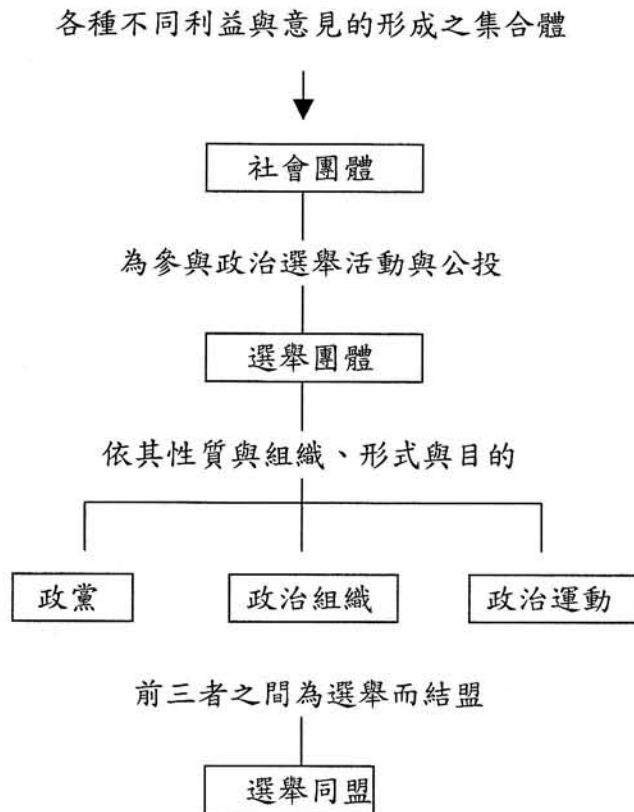 各種不同利益與意見的形成之集合體
社會團體
為參與政治選舉活動與公投
選舉團體
依其性質與組織、形式與目的
政黨
政治組織
政治運動
前三者之間為選舉而結盟
選舉同盟